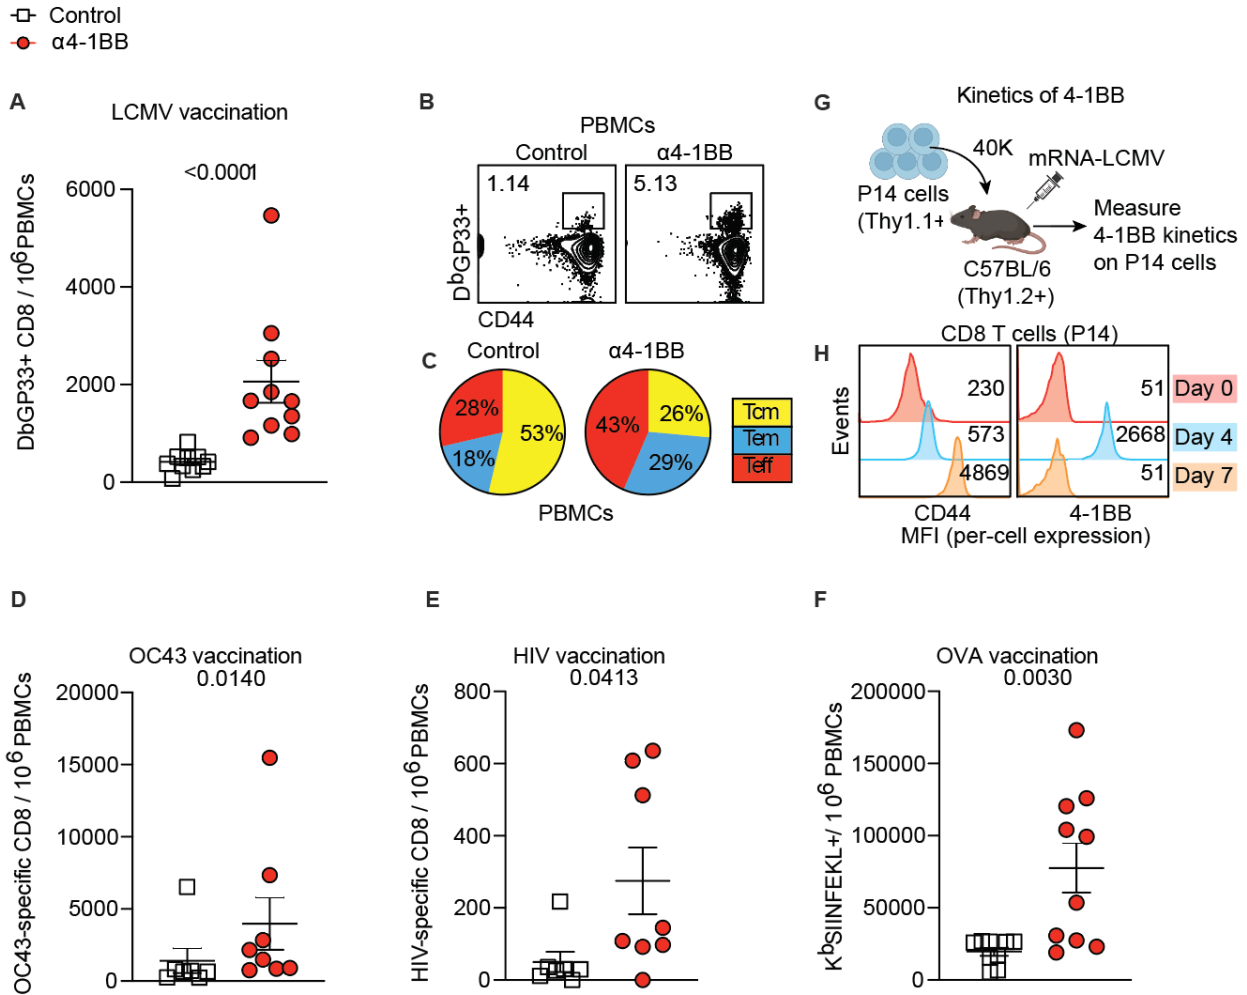 Control
α4-1BB
A
LCMV vaccination
<0.0001
DbGP33+ CD8 / 10⁶ PBMCs
6000
4000
2000
0
B
PBMCs
Control
α4-1BB
1.14
5.13
DᵇGP33+
CD44
C
Control
α4-1BB
28%
53%
18%
43%
26%
29%
Tcm
Tem
Teff
PBMCs
G
Kinetics of 4-1BB
40K
mRNA-LCMV
P14 cells
(Thy1.1+
C57BL/6
(Thy1.2+)
Measure
4-1BB kinetics
on P14 cells
H
CD8 T cells (P14)
Events
230
51
Day 0
573
2668
Day 4
4869
51
Day 7
CD44
4-1BB
MFI (per-cell expression)
D
OC43 vaccination
0.0140
OC43-specific CD8 / 10⁶ PBMCs
20000
15000
10000
5000
0
E
HIV vaccination
0.0413
HIV-specific CD8 / 10⁶ PBMCs
800
600
400
200
0
F
OVA vaccination
0.0030
KᵇSIINFEKL+/ 10⁶ PBMCs
200000
150000
100000
50000
0